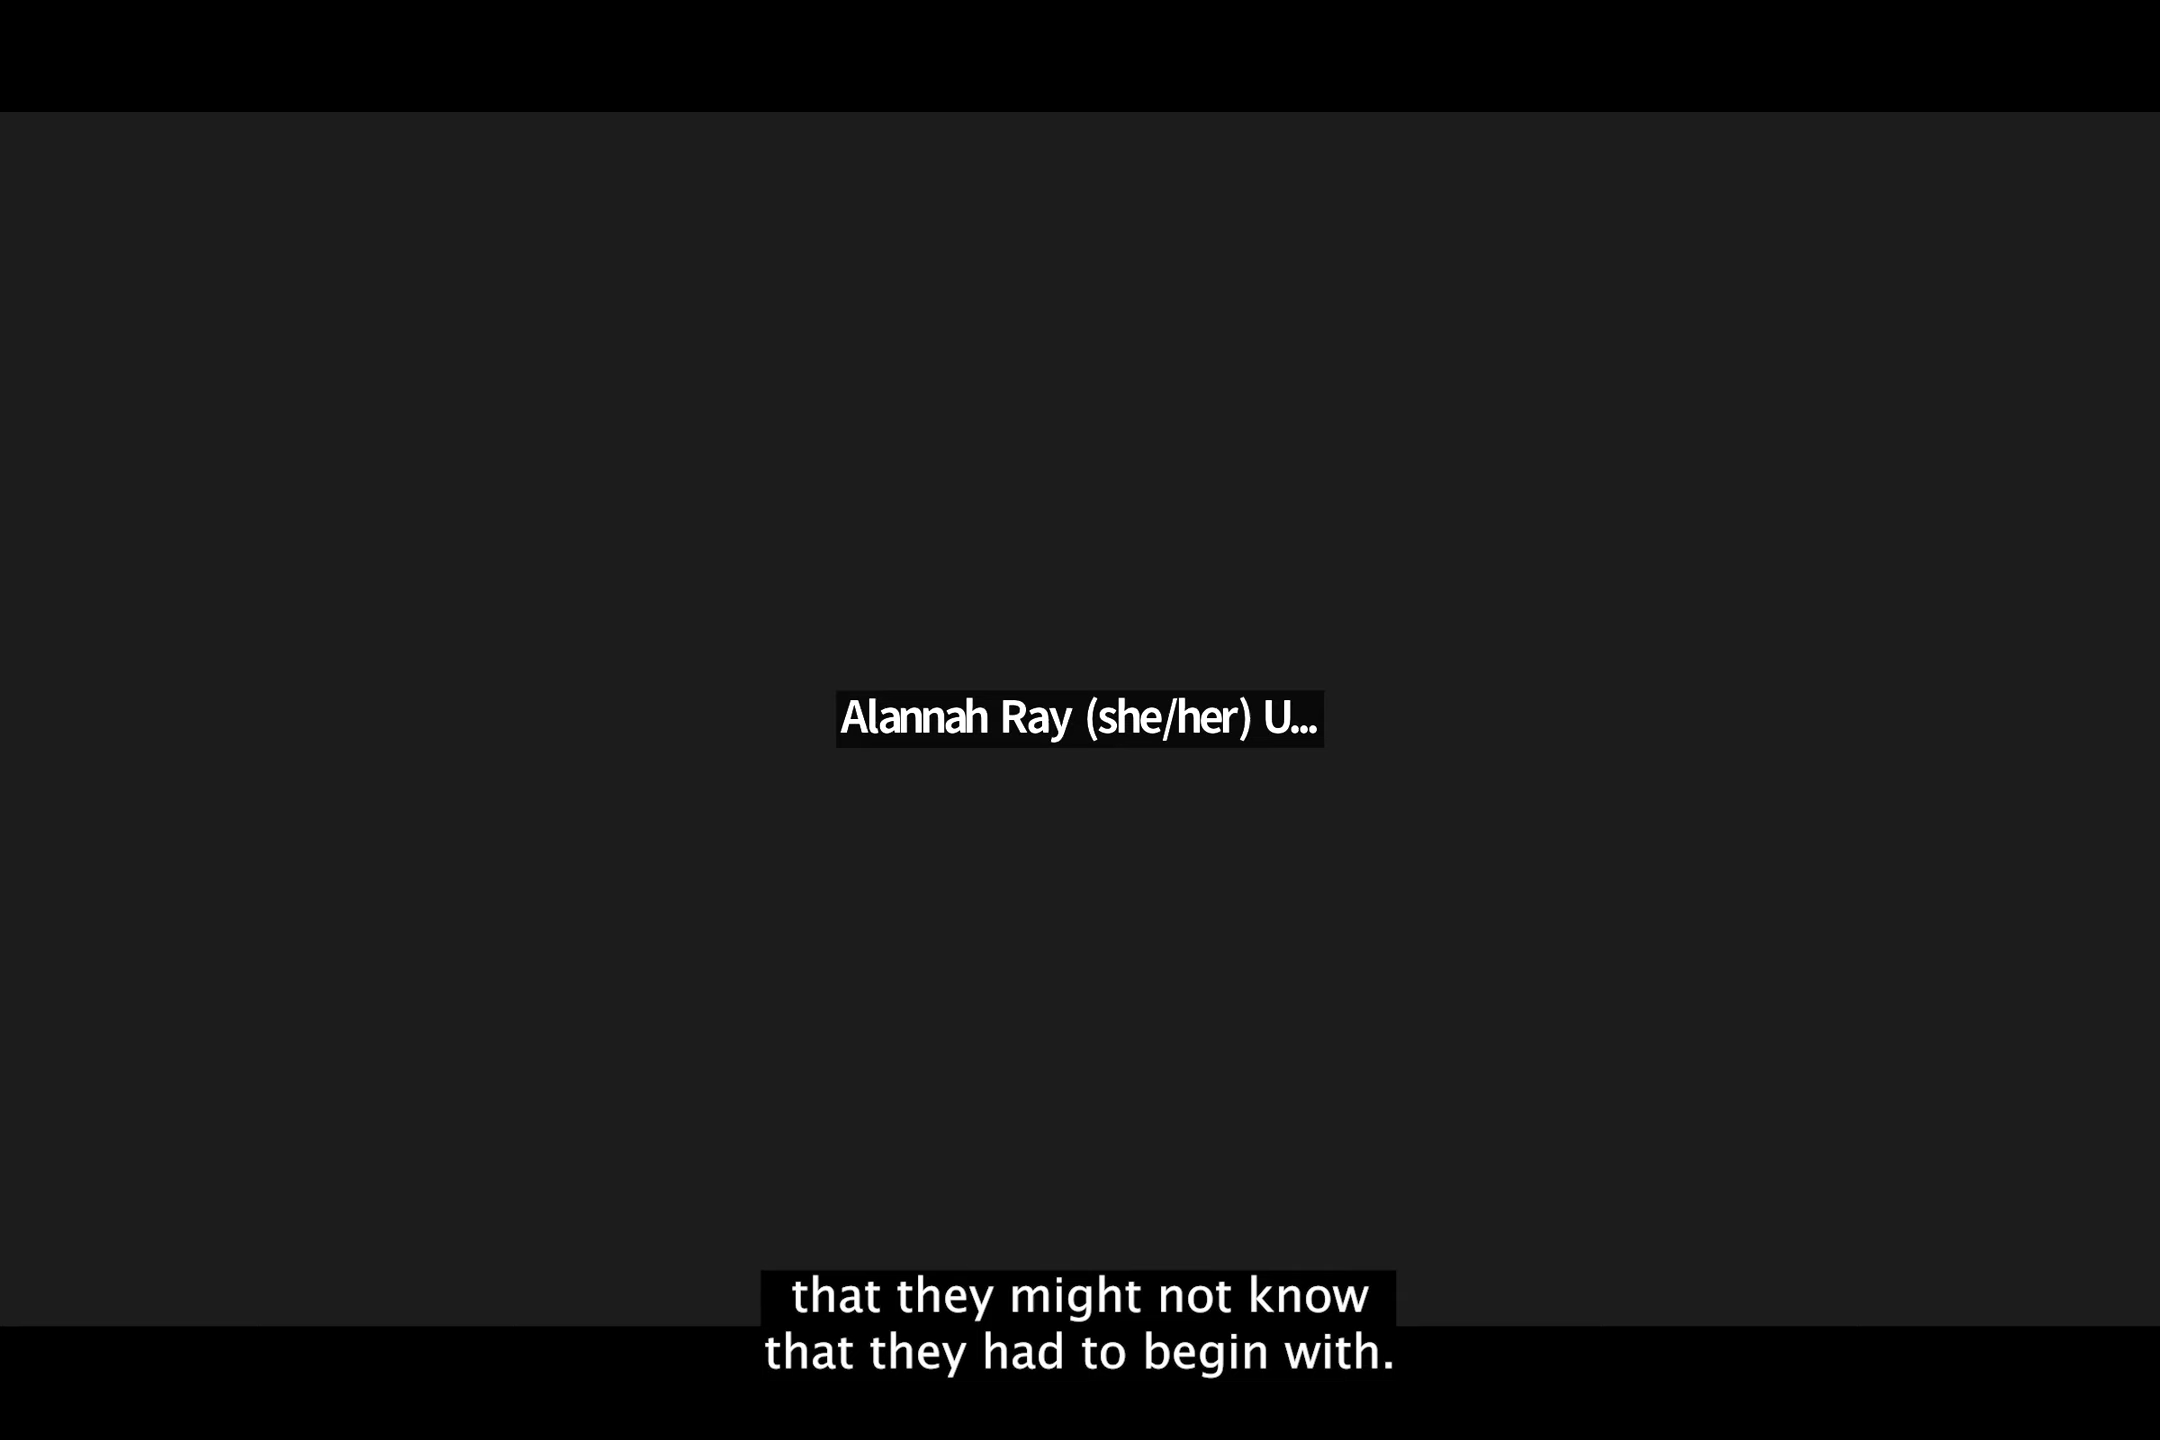 Alannah Ray (she/her) U...
that they might not know
that they had to begin with.